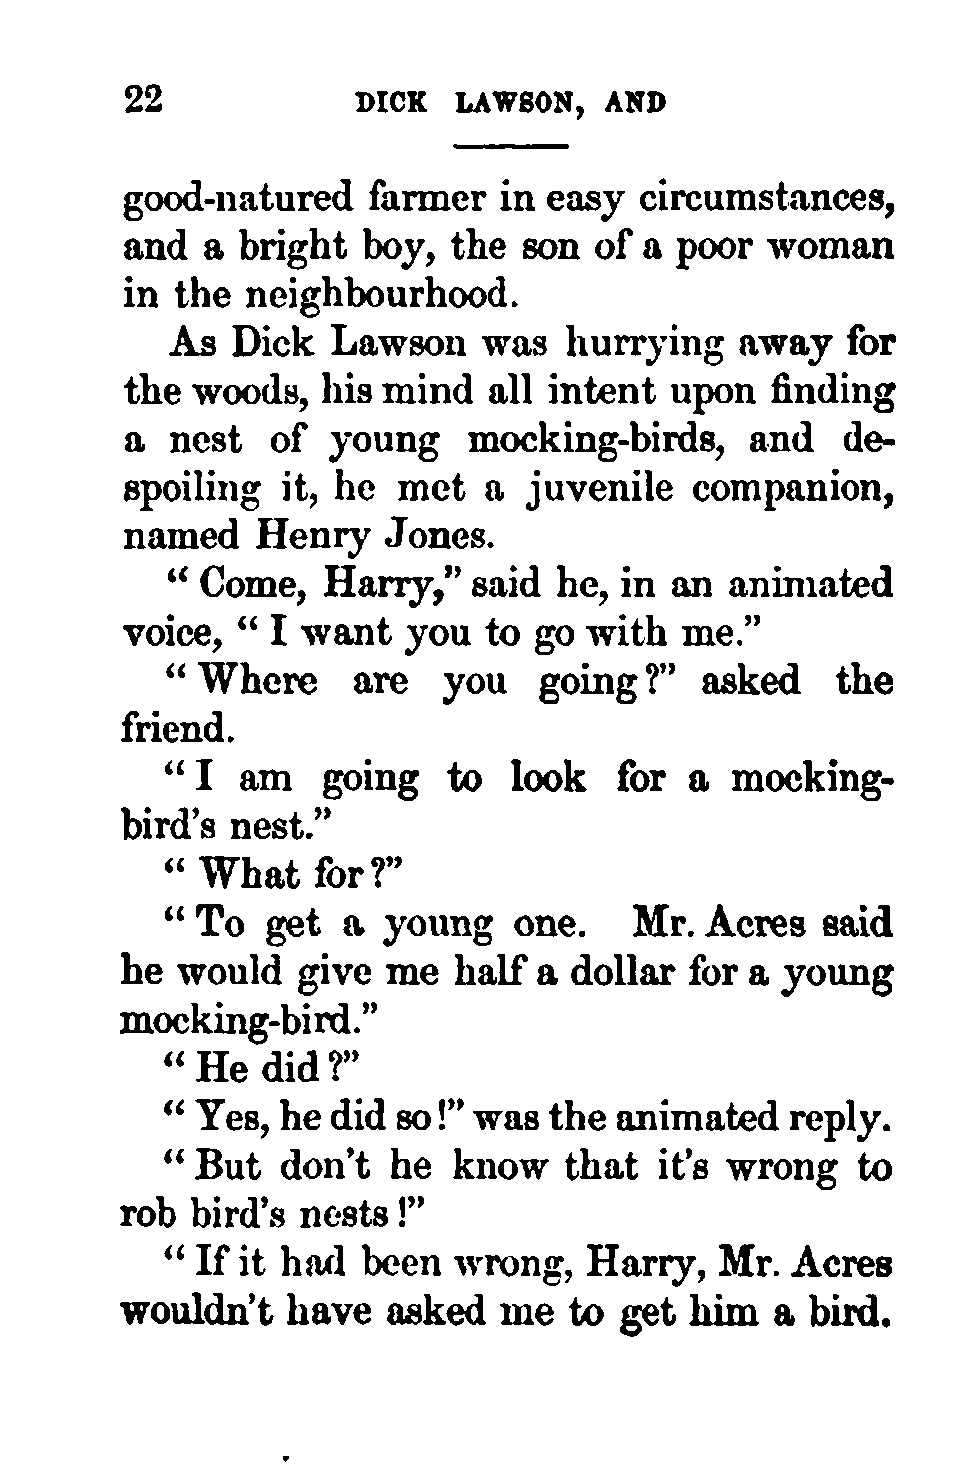 22 DICK LAWSON, AND
good-natured farmer in easy circumstances,
and a bright boy, the son of a poor woman
in the neighbourhood.
As Dick Lawson was hurrying away for
the woods, his mind all intent upon finding
a nest of young mocking-birds, and de-
spoiling it, he met a juvenile companion,
named Henry Jones.
“ Come, Harry,” said he, in an animated
voice, “ I want you to go with me.”
“ Where are you going?” asked the
friend.
“ I am going to look for a mocking-
bird’s nest.”
“ What for?”
“ To get a young one. Mr. Acres said
he would give me half a dollar for a young
mocking-bird.”
“ He did?”
“ Yes, he did so!” was the animated reply.
“ But don’t he know that it’s wrong to
rob bird’s nests!”
“ If it had been wrong, Harry, Mr. Acres
wouldn’t have asked me to get him a bird.